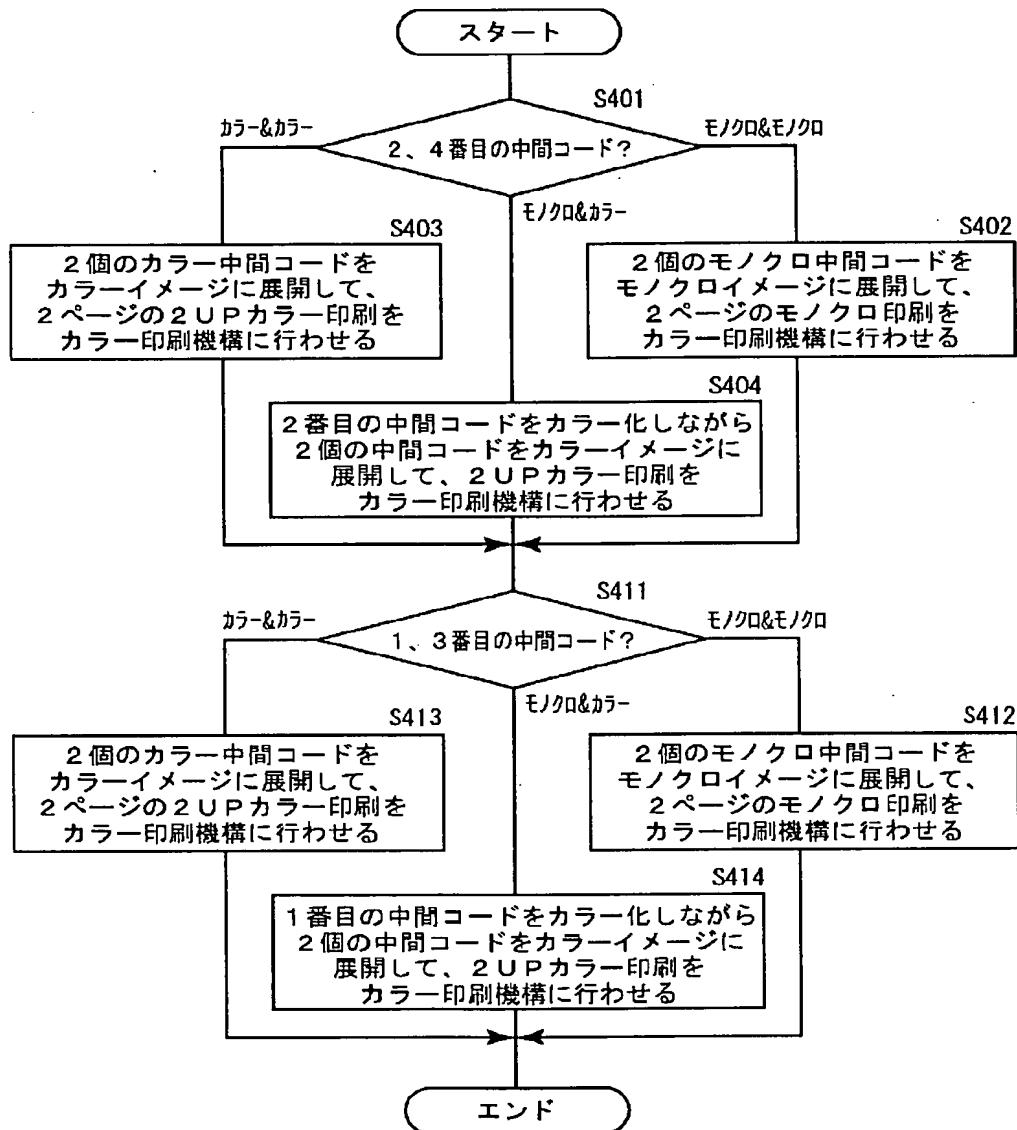 スタート
S401
カラー&カラー
モノクロ&モノクロ
2、4番目の中間コード?
モノクロ&カラー
S403
2個のカラー中間コードを
カラーイメージに展開して、
2ページの2UPカラー印刷を
カラー印刷機構に行わせる
S402
2個のモノクロ中間コードを
モノクロイメージに展開して、
2ページのモノクロ印刷を
カラー印刷機構に行わせる
S404
2番目の中間コードをカラー化しながら
2個の中間コードをカラーイメージに
展開して、2UPカラー印刷を
カラー印刷機構に行わせる
S411
カラー&カラー
モノクロ&モノクロ
1、3番目の中間コード?
モノクロ&カラー
S413
2個のカラー中間コードを
カラーイメージに展開して、
2ページの2UPカラー印刷を
カラー印刷機構に行わせる
S412
2個のモノクロ中間コードを
モノクロイメージに展開して、
2ページのモノクロ印刷を
カラー印刷機構に行わせる
S414
1番目の中間コードをカラー化しながら
2個の中間コードをカラーイメージに
展開して、2UPカラー印刷を
カラー印刷機構に行わせる
エンド